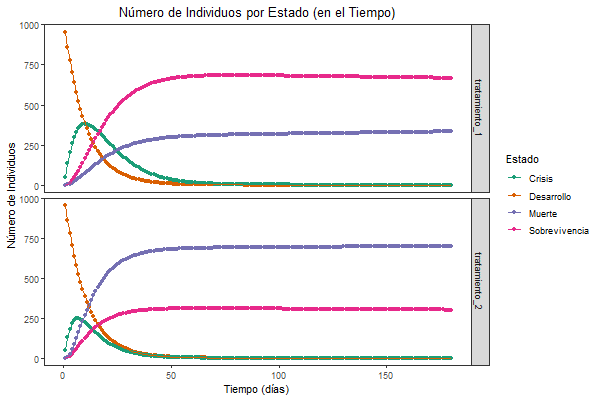 Número de Individuos por Estado (en el Tiempo)
Número de Individuos
1000
750
500
250
0
tratamiento_1
1000
750
500
250
0
tratamiento_2
0
50
100
150
Tiempo (días)
Estado
Crisis
Desarrollo
Muerte
Sobrevivencia